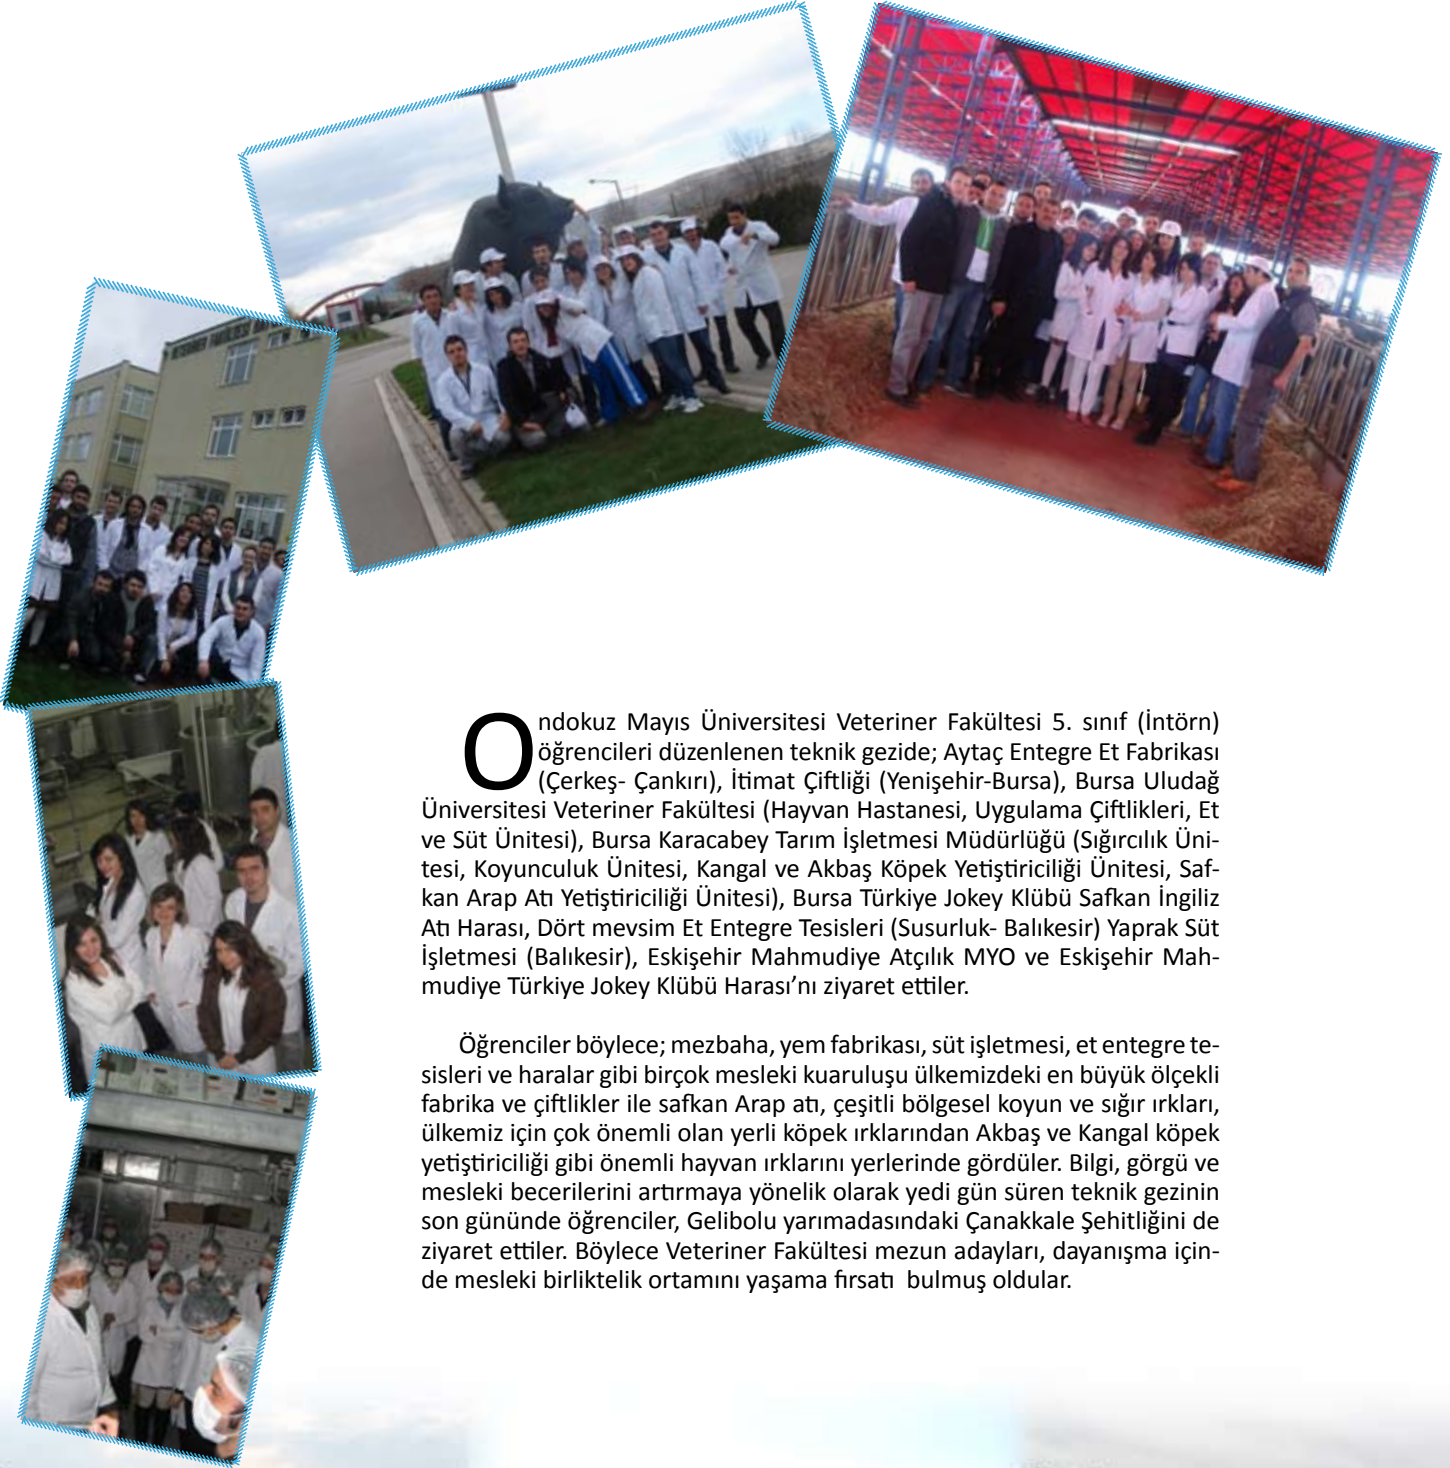 VETERİNER FAKÜLTESİ
Ondokuz Mayıs Üniversitesi Veteriner Fakültesi 5. sınıf (İntörn)
öğrencileri düzenlenen teknik gezide; Aytaç Entegre Et Fabrikası
(Çerkeş- Çankırı), İtimat Çiftliği (Yenişehir-Bursa), Bursa Uludağ
Üniversitesi Veteriner Fakültesi (Hayvan Hastanesi, Uygulama Çiftlikleri, Et
ve Süt Ünitesi), Bursa Karacabey Tarım İşletmesi Müdürlüğü (Sığırcılık Üni-
tesi, Koyunculuk Ünitesi, Kangal ve Akbaş Köpek Yetiştiriciliği Ünitesi, Saf-
kan Arap Atı Yetiştiriciliği Ünitesi), Bursa Türkiye Jokey Klübü Safkan İngiliz
Atı Harası, Dört mevsim Et Entegre Tesisleri (Susurluk- Balıkesir) Yaprak Süt
İşletmesi (Balıkesir), Eskişehir Mahmudiye Atçılık MYO ve Eskişehir Mah-
mudiye Türkiye Jokey Klübü Harası’nı ziyaret ettiler.
Öğrenciler böylece; mezbaha, yem fabrikası, süt işletmesi, et entegre te-
sisleri ve haralar gibi birçok mesleki kuaruluşu ülkemizdeki en büyük ölçekli
fabrika ve çiftlikler ile safkan Arap atı, çeşitli bölgesel koyun ve sığır ırkları,
ülkemiz için çok önemli olan yerli köpek ırklarından Akbaş ve Kangal köpek
yetiştiriciliği gibi önemli hayvan ırklarını yerlerinde gördüler. Bilgi, görgü ve
mesleki becerilerini artırmaya yönelik olarak yedi gün süren teknik gezinin
son gününde öğrenciler, Gelibolu yarımadasındaki Çanakkale Şehitliğini de
ziyaret ettiler. Böylece Veteriner Fakültesi mezun adayları, dayanışma için-
de mesleki birliktelik ortamını yaşama fırsatı  bulmuş oldular.